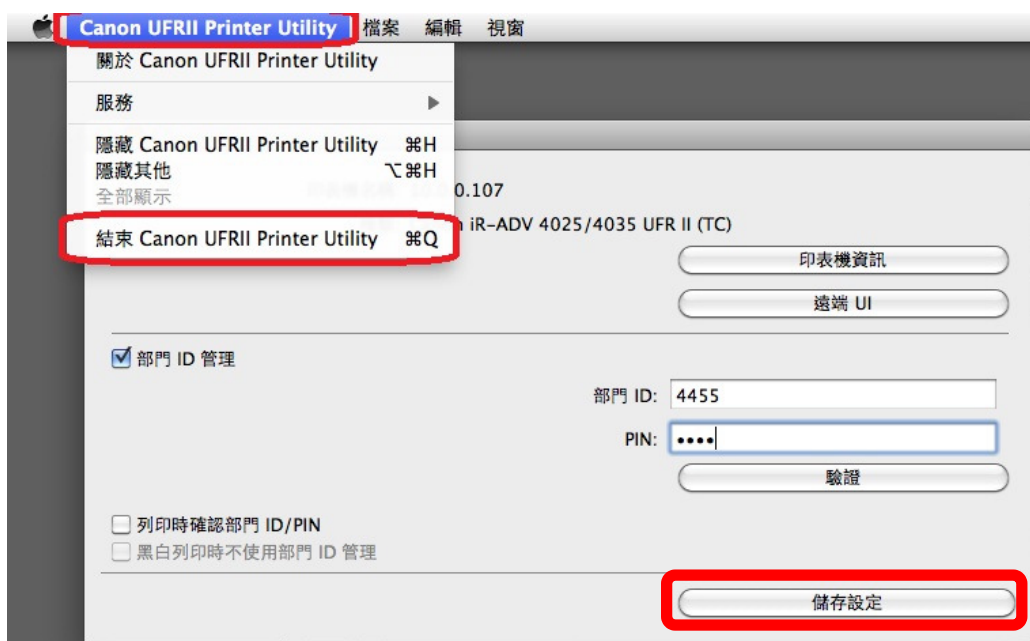 Canon UFRII Printer Utility 檔案 編輯 視窗
關於 Canon UFRII Printer Utility
服務
隱藏 Canon UFRII Printer Utility ⌘H
隱藏其他 ⌥⌘H
全部顯示
0.107
結束 Canon UFRII Printer Utility ⌘Q
iR-ADV 4025/4035 UFR II (TC)
印表機資訊
遠端 UI
部門 ID 管理
部門 ID: 4455
PIN: ••••
驗證
列印時確認部門 ID/PIN
黑白列印時不使用部門 ID 管理
儲存設定